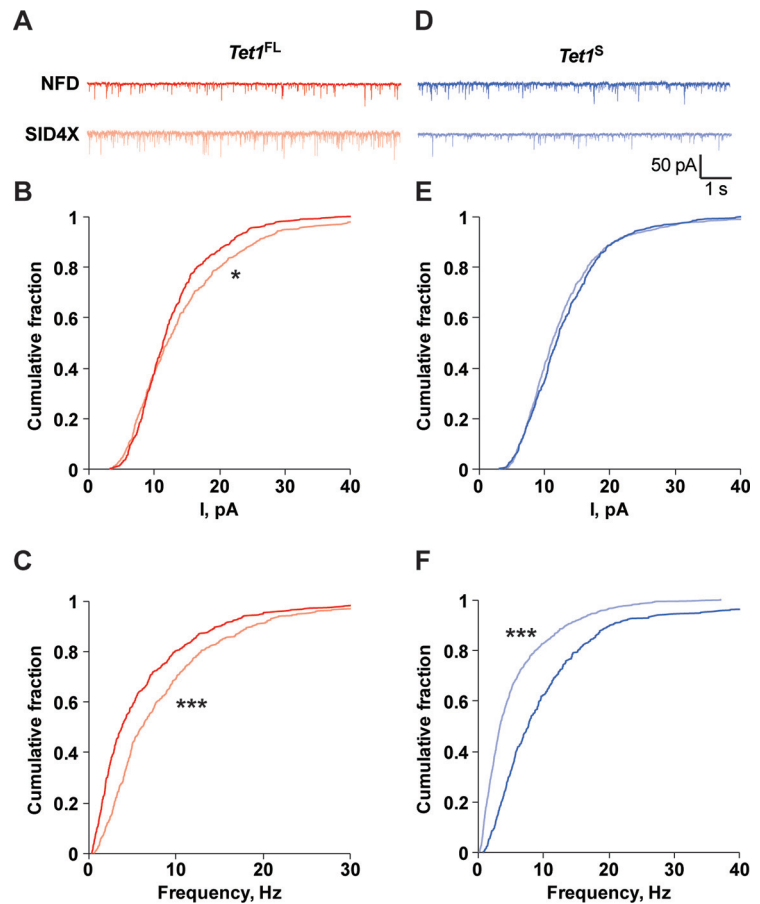 A
D
Tet1FL
Tet1S
NFD
SID4X
50 pA
1 s
B
E
1
0.8
0.6
0.4
0.2
0
Cumulative fraction
*
0 10 20 30 40
I, pA
1
0.8
0.6
0.4
0.2
0
Cumulative fraction
0 10 20 30 40
I, pA
C
F
1
0.8
0.6
0.4
0.2
0
Cumulative fraction
***
0 10 20 30
Frequency, Hz
1
0.8
0.6
0.4
0.2
0
Cumulative fraction
***
0 10 20 30 40
Frequency, Hz